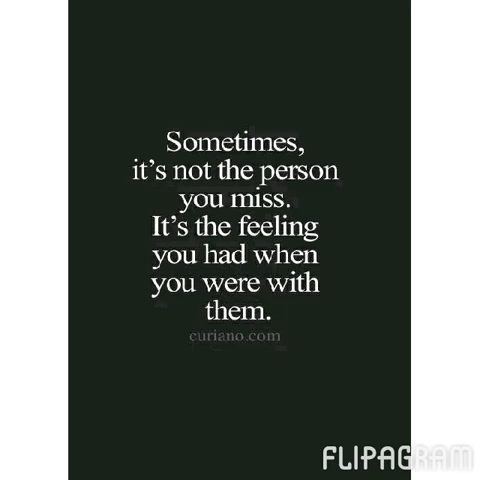 Sometimes,
it's not the person
you miss.
It's the feeling
you had when
you were with
them.
curiano.com
FLIPAGRAM